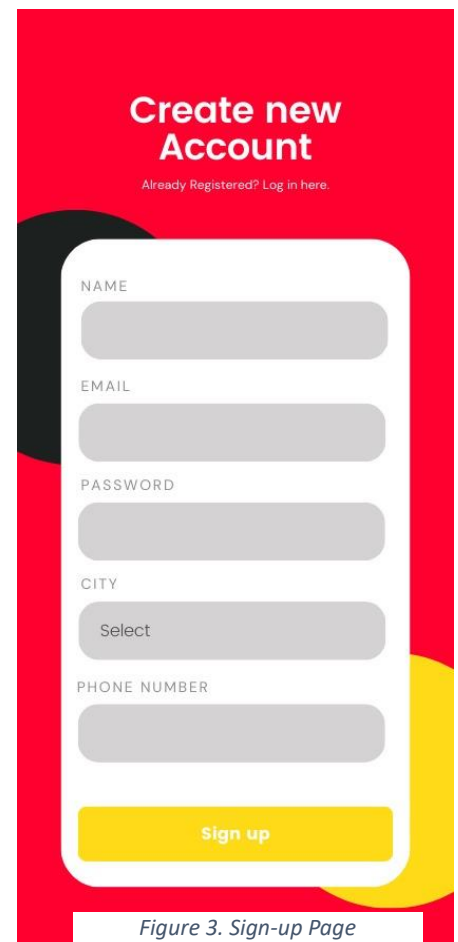 Create new
Account
Already Registered? Log in here.
NAME
EMAIL
PASSWORD
CITY
Select
PHONE NUMBER
Sign up
Figure 3. Sign-up Page